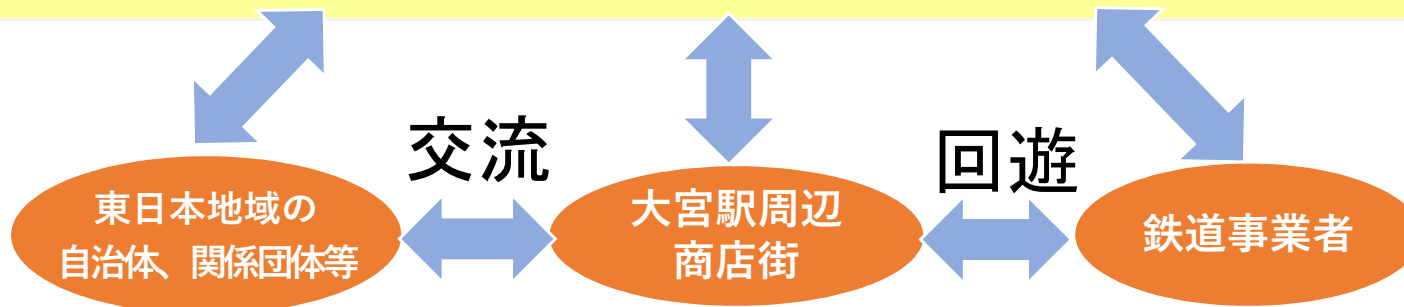 交流
回遊
東日本地域の
自治体、関係団体等
大宮駅周辺
商店街
鉄道事業者